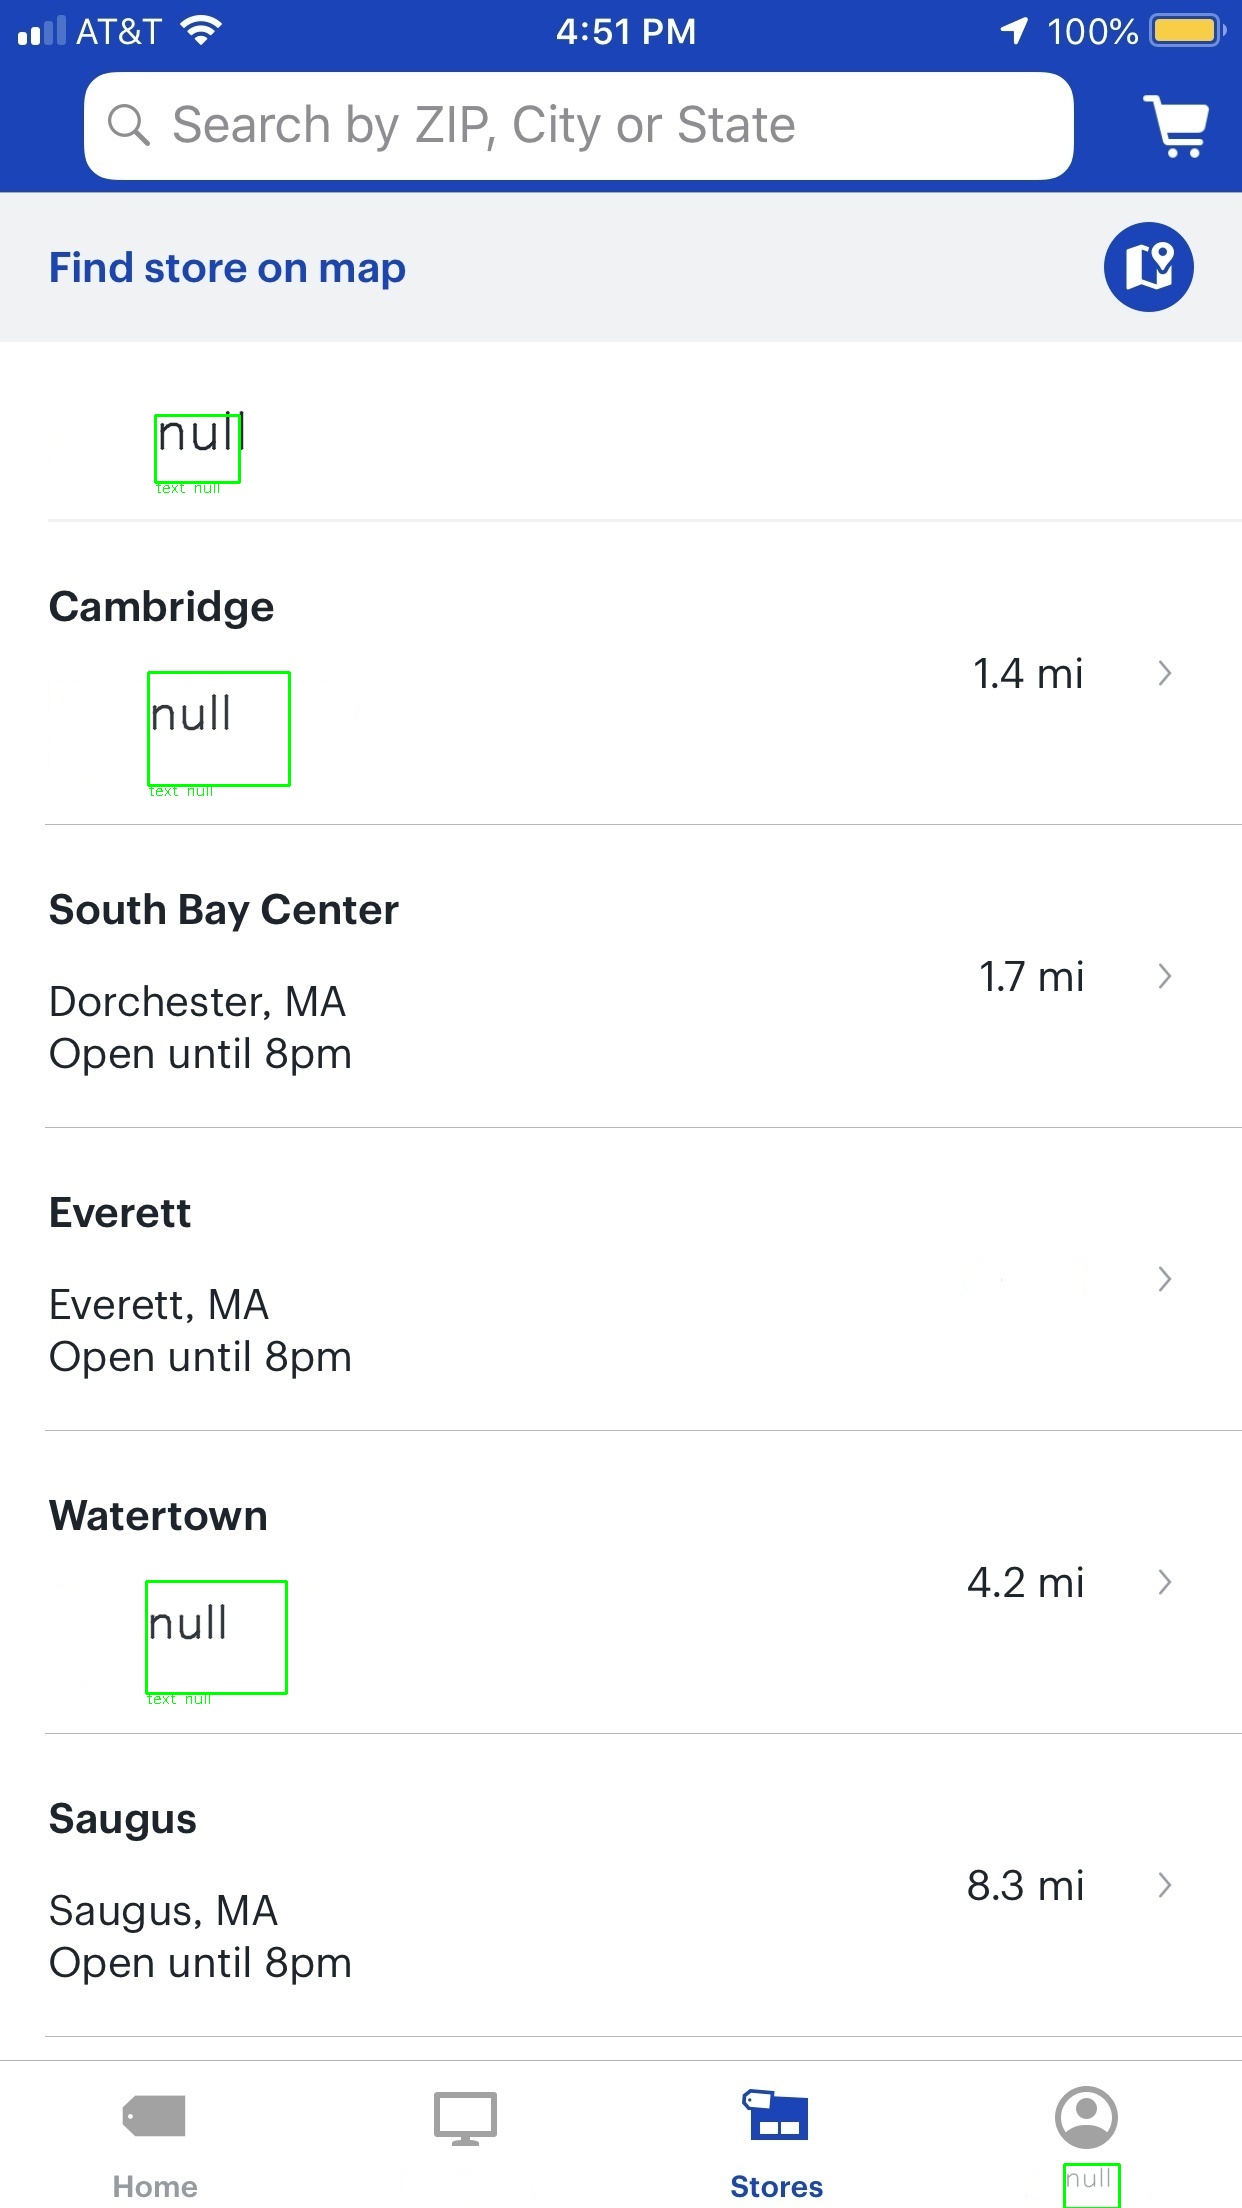 AT&T 4:51 PM 100%
Search by ZIP, City or State
Find store on map
null
text null
Cambridge
1.4 mi
null
text null
South Bay Center
1.7 mi
Dorchester, MA
Open until 8pm
Everett
Everett, MA
Open until 8pm
Watertown
4.2 mi
null
text null
Saugus
8.3 mi
Saugus, MA
Open until 8pm
Home Stores null